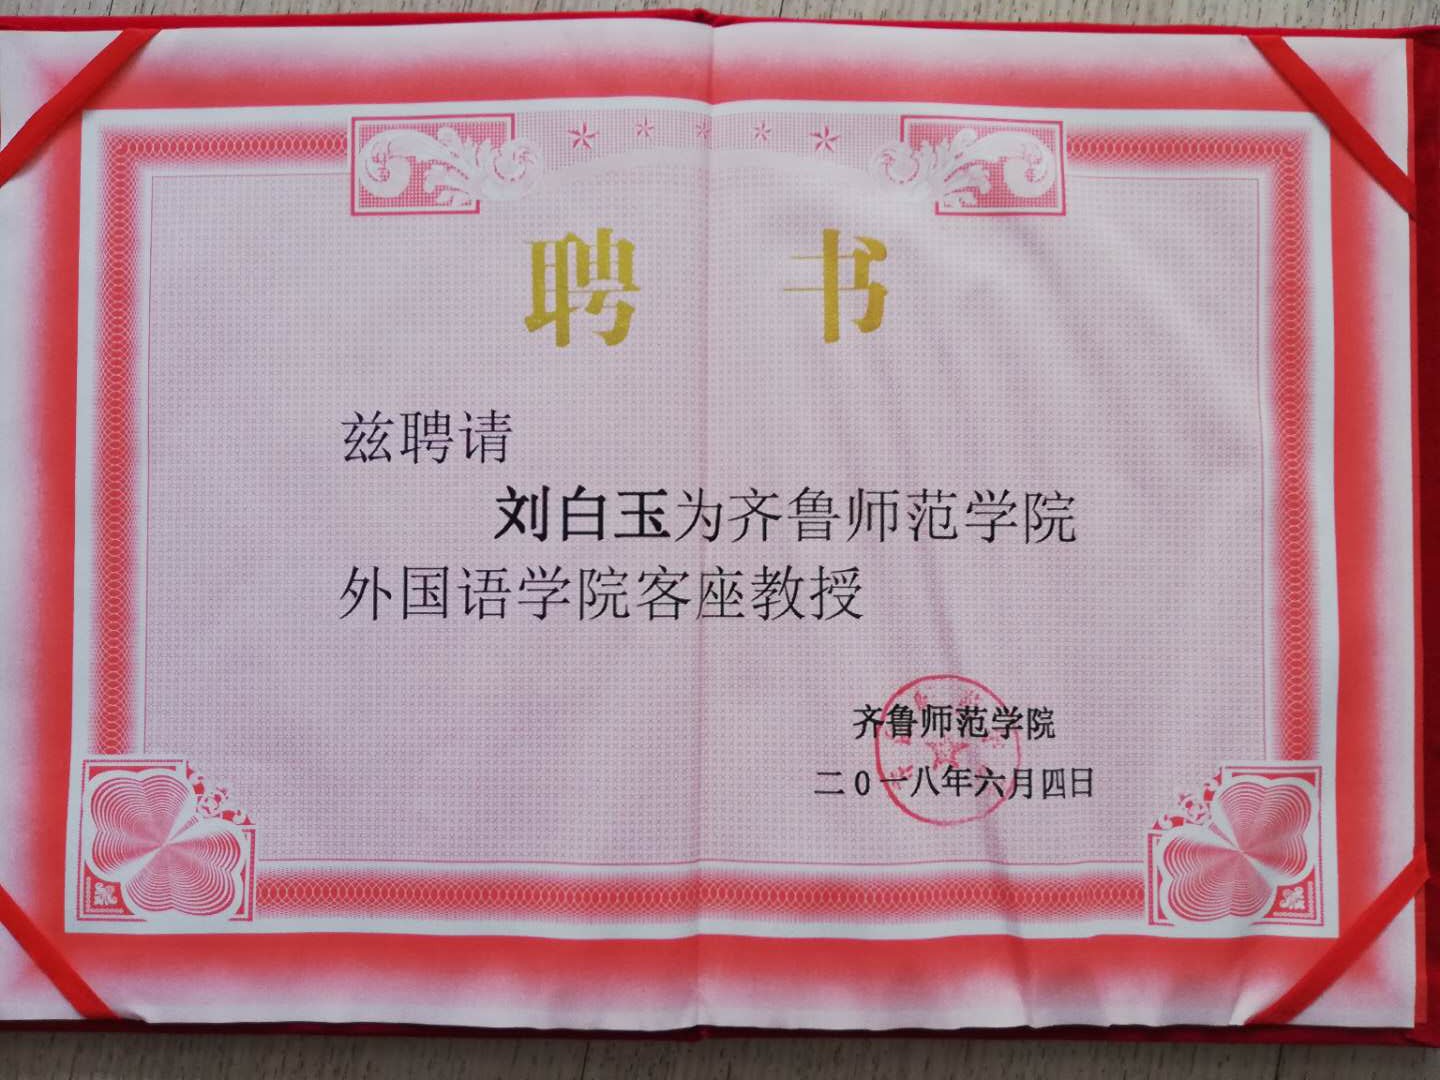 聘 书
兹聘请
刘白玉为齐鲁师范学院
外国语学院客座教授
齐鲁师范学院
二0一八年六月四日